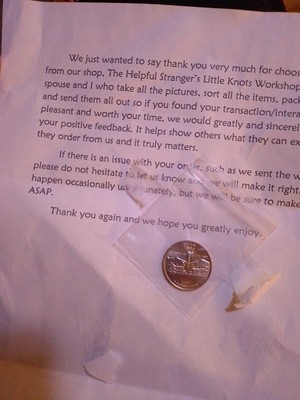 We just wanted to say thank you very much for choos
from our shop, The Helpful Stranger's Little Knots Workshop
spouse and I who take all the pictures, sort all the items, pack
and send them all out so if you found your transaction/intera
pleasant and worth your time, we would greatly and sincerel
your positive feedback. It helps show others what they can ex
they order from us and it truly matters.
If there is an issue with your order, such as we sent the w
please do not hesitate to let us know and we will make it right.
happen occasionally but we will be sure to make
ASAP.
Thank you again and we hope you greatly enjoy.